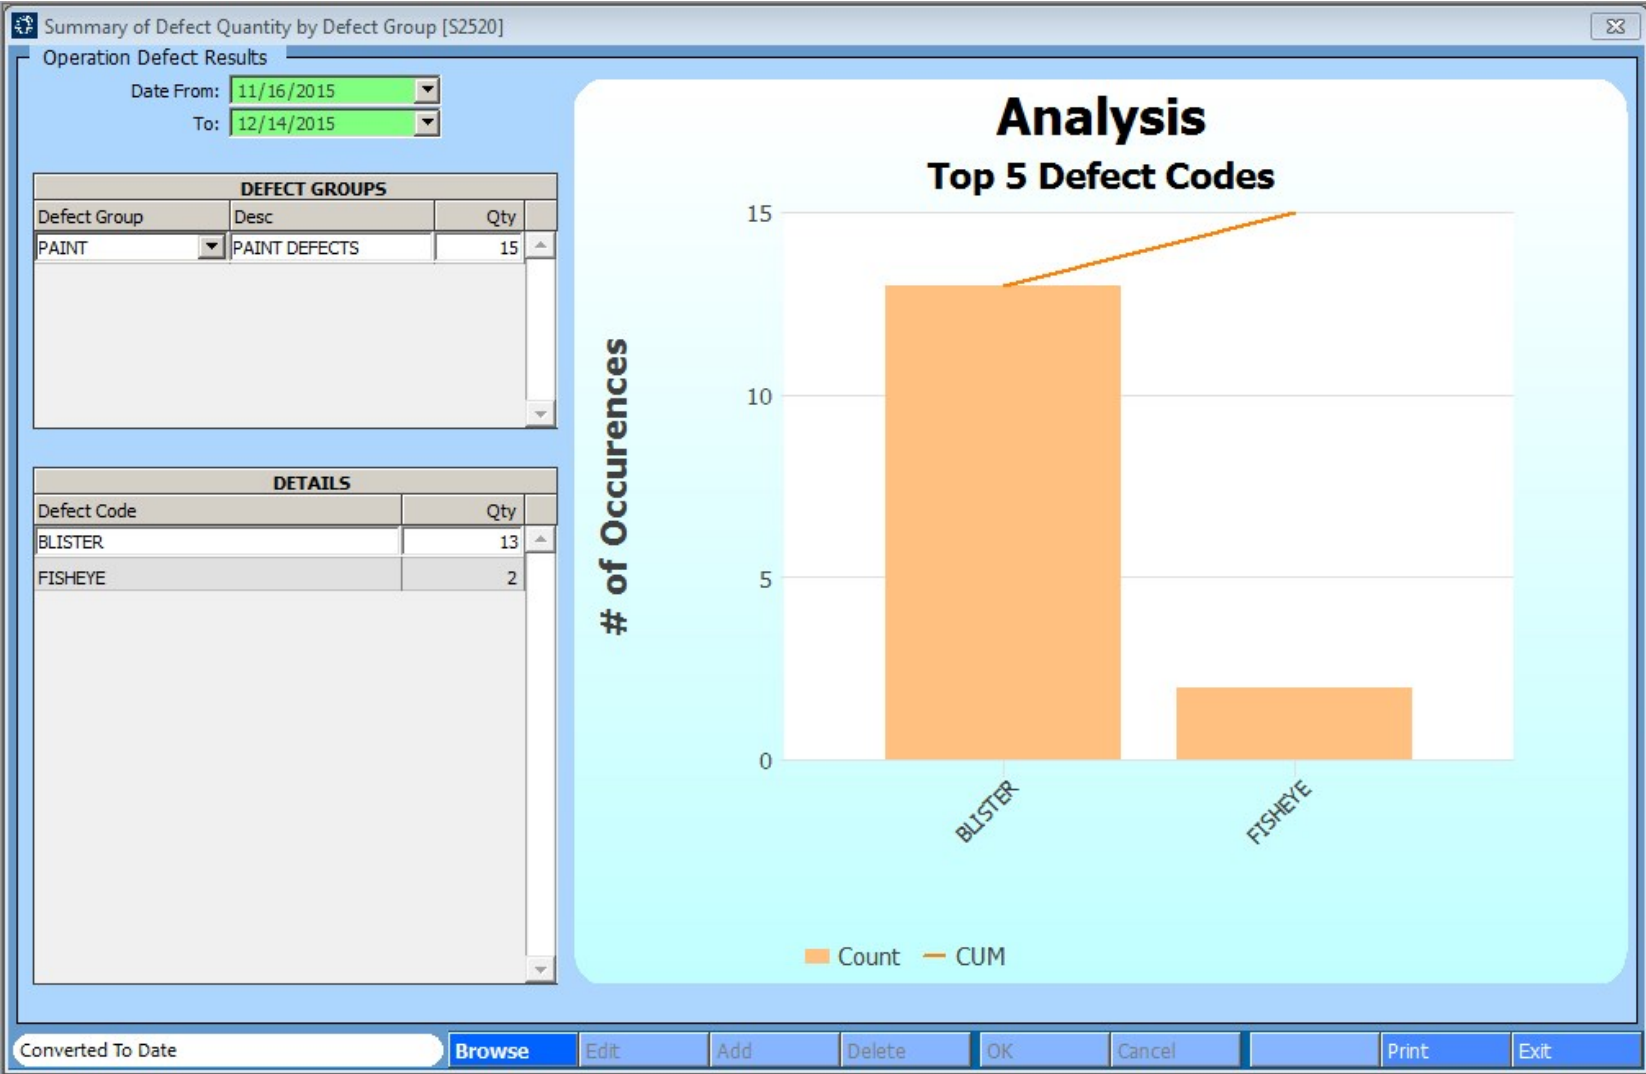 Summary of Defect Quantity by Defect Group [S2520]
Operation Defect Results
Date From: 11/16/2015
To: 12/14/2015
DEFECT GROUPS
Defect Group Desc Qty
PAINT PAINT DEFECTS 15
DETAILS
Defect Code Qty
BLISTER 13
FISHEYE 2
Analysis
Top 5 Defect Codes
# of Occurences
15
10
5
0
BLISTER FISHEYE
Count CUM
Converted To Date Browse Edit Add Delete OK Cancel Print Exit